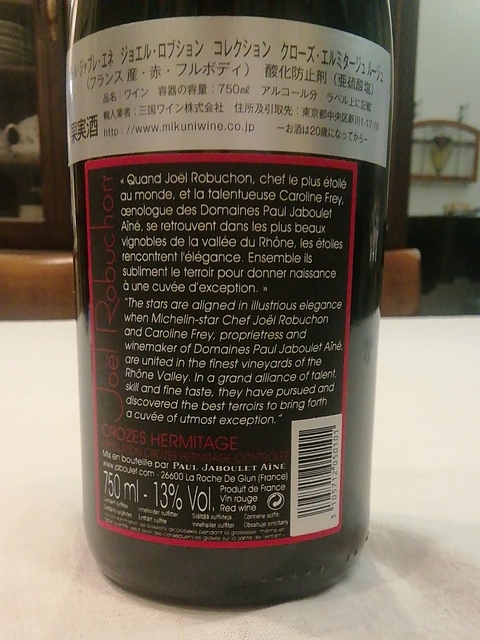 ジャブレ・エネ ジョエル・ロブション コレクション クローズ・エルミタージュ ルージュ
(フランス産・赤・フルボディ) 酸化防止剤(亜硫酸塩)
品名:ワイン 容器の容量:750㎖ アルコール分:ラベル上に記載
輸入業者:三国ワイン株式会社 住所及引取先:東京都中央区新川1-17-18
果実酒 http://www.mikuniwine.co.jp —お酒は20歳になってから—
Joël Robuchon
« Quand Joël Robuchon, chef le plus étoilé
au monde, et la talentueuse Caroline Frey,
œnologue des Domaines Paul Jaboulet
Aîné, se retrouvent dans les plus beaux
vignobles de la vallée du Rhône, les étoiles
rencontrent l'élégance. Ensemble ils
subliment le terroir pour donner naissance
à une cuvée d'exception. »
"The stars are aligned in illustrious elegance
when Michelin-star Chef Joël Robuchon
and Caroline Frey, proprietress and
winemaker of Domaines Paul Jaboulet Aîné,
are united in the finest vineyards of the
Rhône Valley. In a grand alliance of talent,
skill and fine taste, they have pursued and
discovered the best terroirs to bring forth
a cuvée of utmost exception."
CROZES HERMITAGE
CROZES HERMITAGE CONTRÔLÉE
Mis en bouteille par PAUL JABOULET AÎNÉ
www.jaboulet.com - 26600 La Roche De Glun (France)
750 ml - 13% Vol.
Produit de France
Vin rouge
Red wine